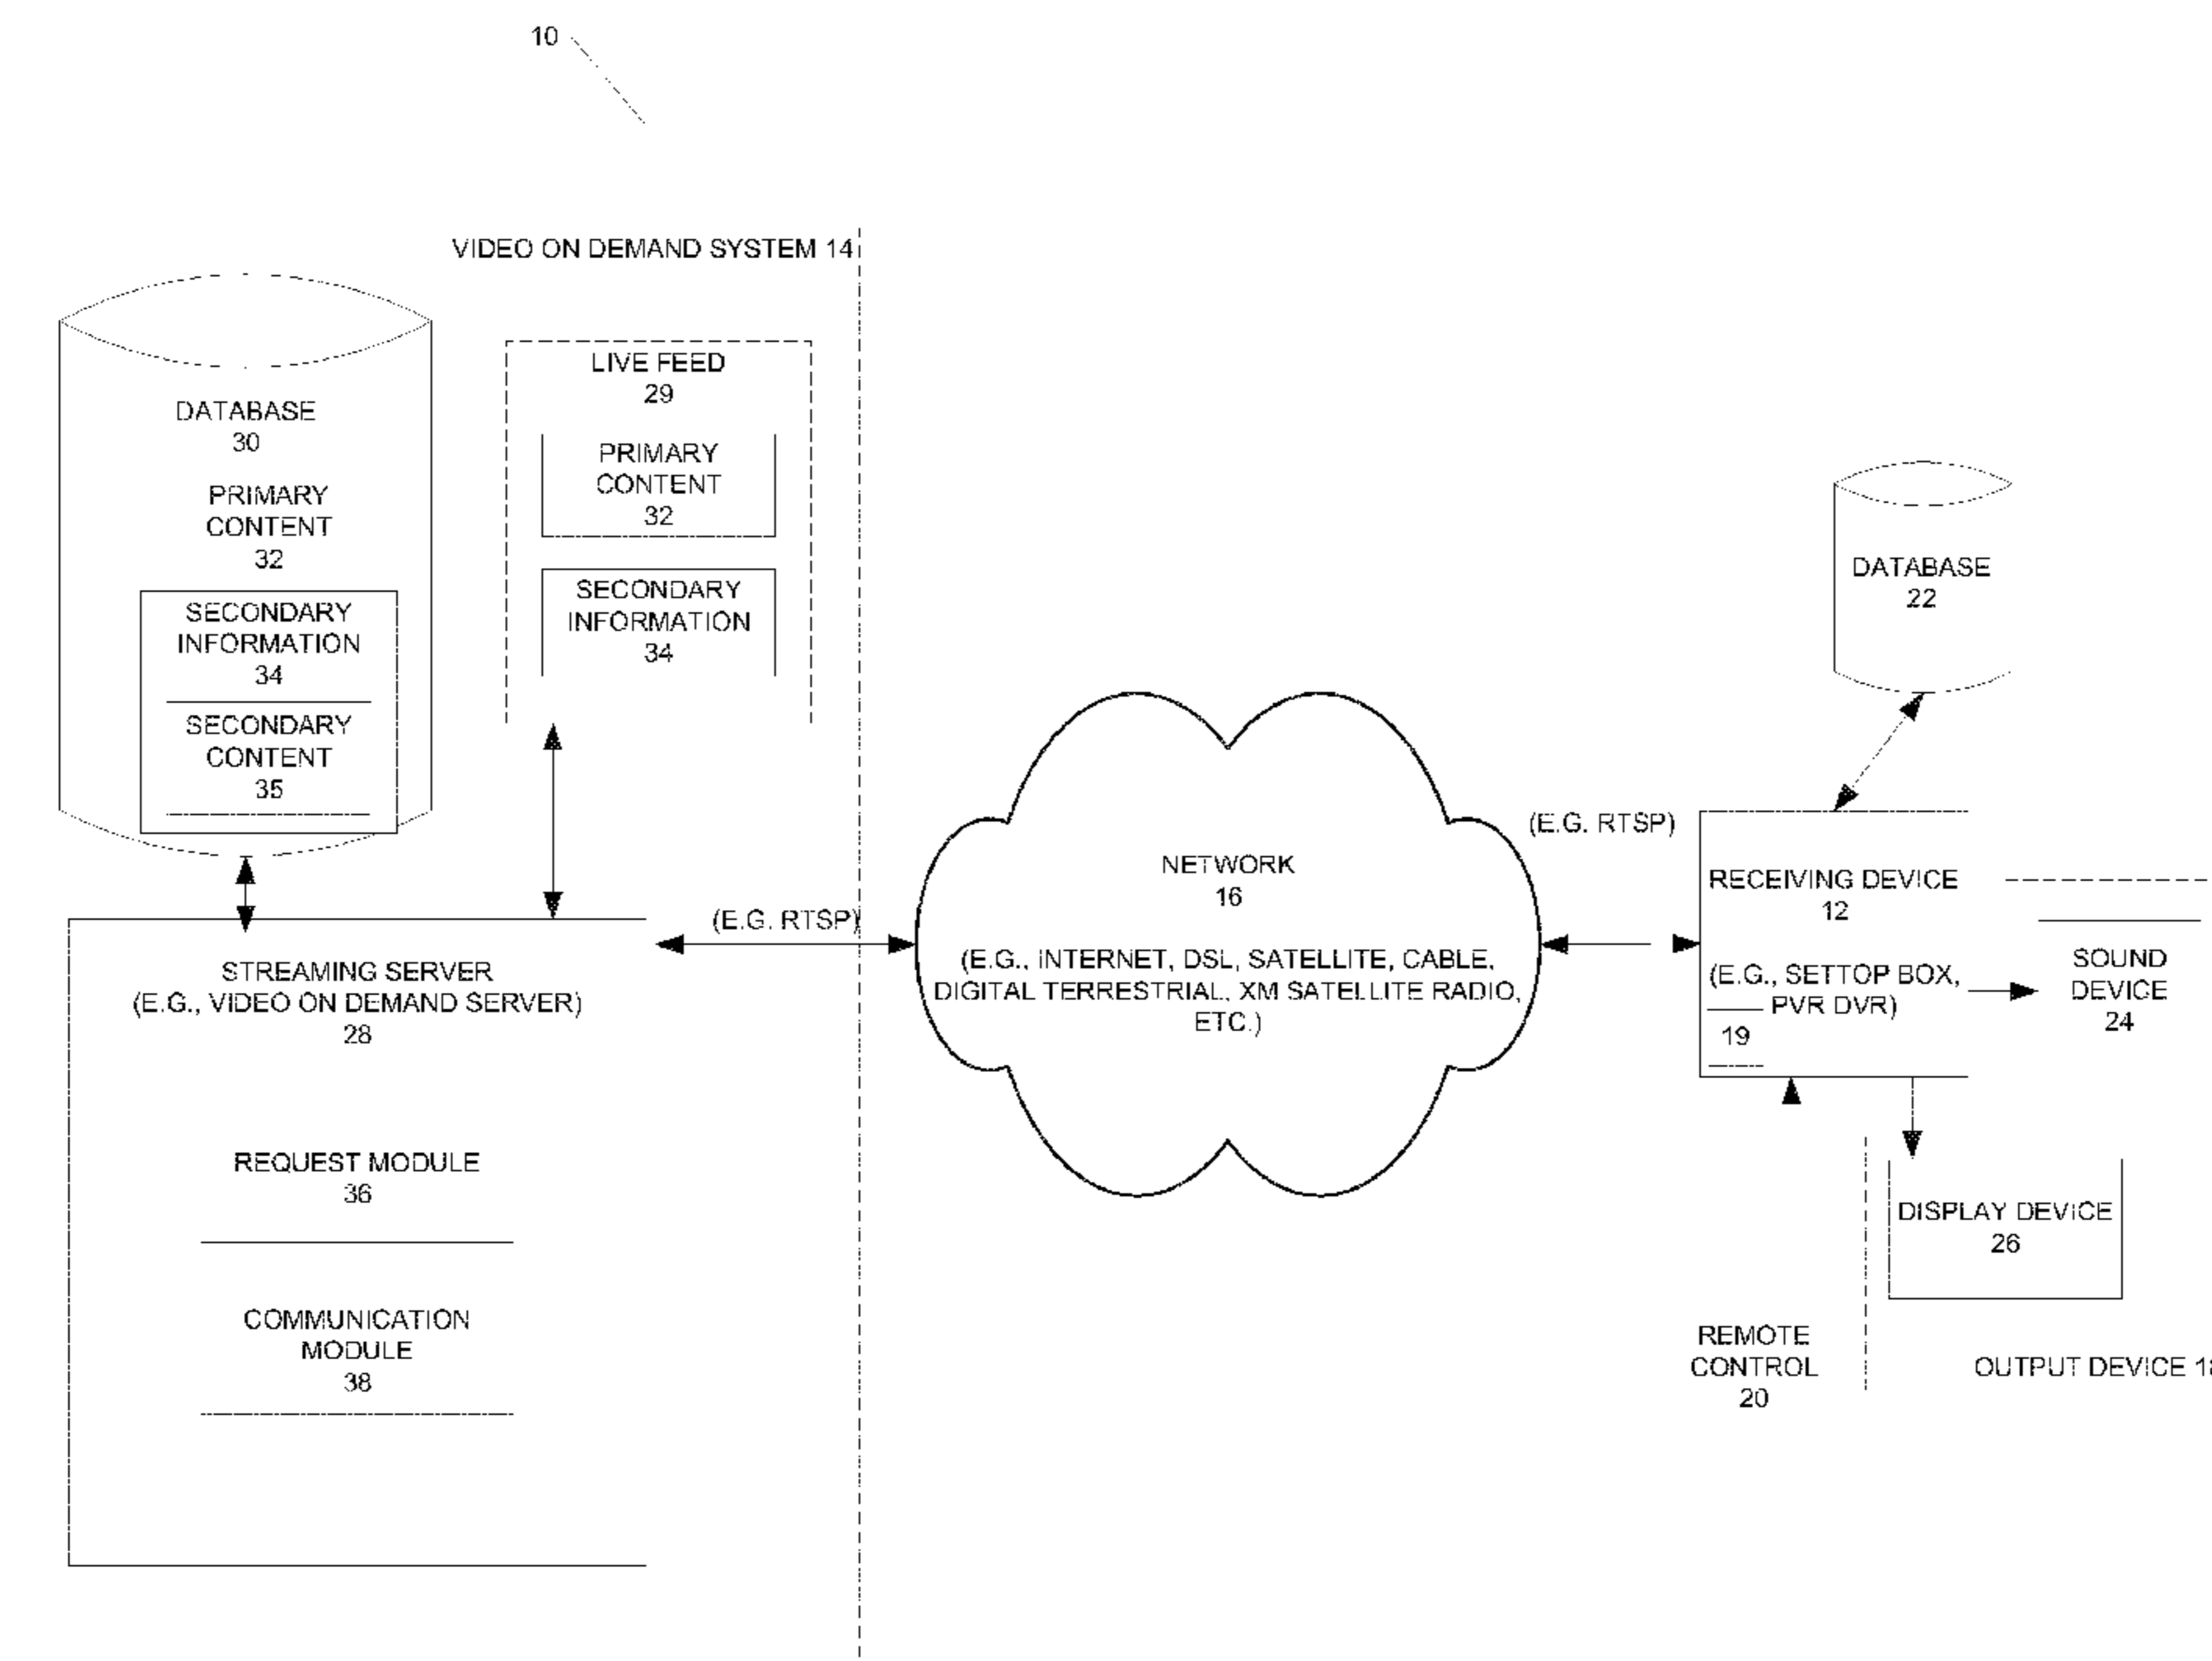 10
VIDEO ON DEMAND SYSTEM 14
DATABASE
30
PRIMARY
CONTENT
32
SECONDARY
INFORMATION
34
SECONDARY
CONTENT
35
LIVE FEED
29
PRIMARY
CONTENT
32
SECONDARY
INFORMATION
34
STREAMING SERVER
(E.G., VIDEO ON DEMAND SERVER)
28
REQUEST MODULE
36
COMMUNICATION
MODULE
38
(E.G. RTSP)
NETWORK
16
(E.G., INTERNET, DSL, SATELLITE, CABLE,
DIGITAL TERRESTRIAL, XM SATELLITE RADIO,
ETC.)
(E.G. RTSP)
DATABASE
22
RECEIVING DEVICE
12
(E.G., SETTOP BOX,
PVR DVR)
19
SOUND
DEVICE
24
DISPLAY DEVICE
26
REMOTE
CONTROL
20
OUTPUT DEVICE